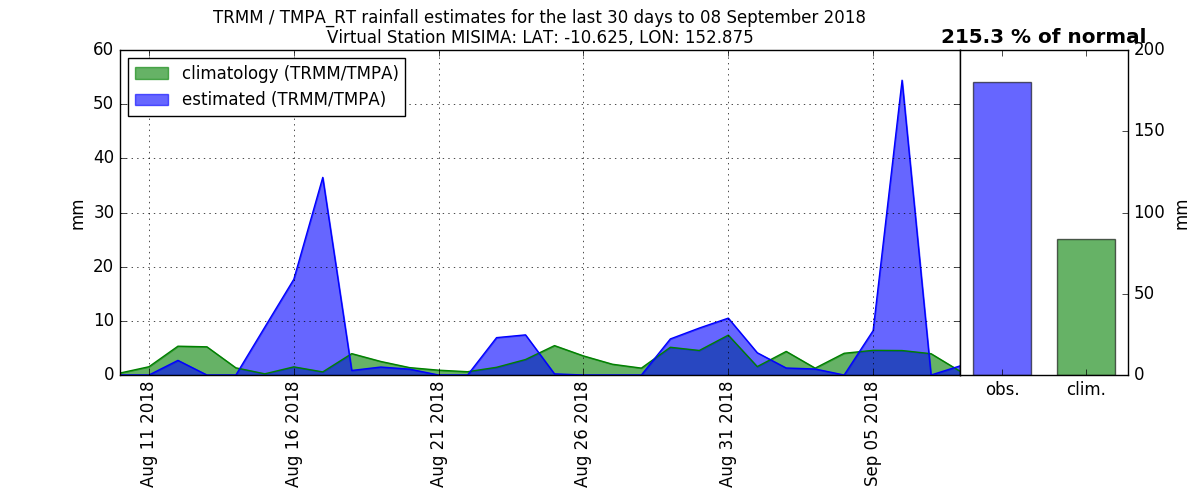 TRMM / TMPA_RT rainfall estimates for the last 30 days to 08 September 2018
Virtual Station MISIMA: LAT: -10.625, LON: 152.875
215.3 % of normal
climatology (TRMM/TMPA)
estimated (TRMM/TMPA)
mm
60
50
40
30
20
10
0
Aug 11 2018
Aug 16 2018
Aug 21 2018
Aug 26 2018
Aug 31 2018
Sep 05 2018
200
150
100
50
0
mm
obs.
clim.